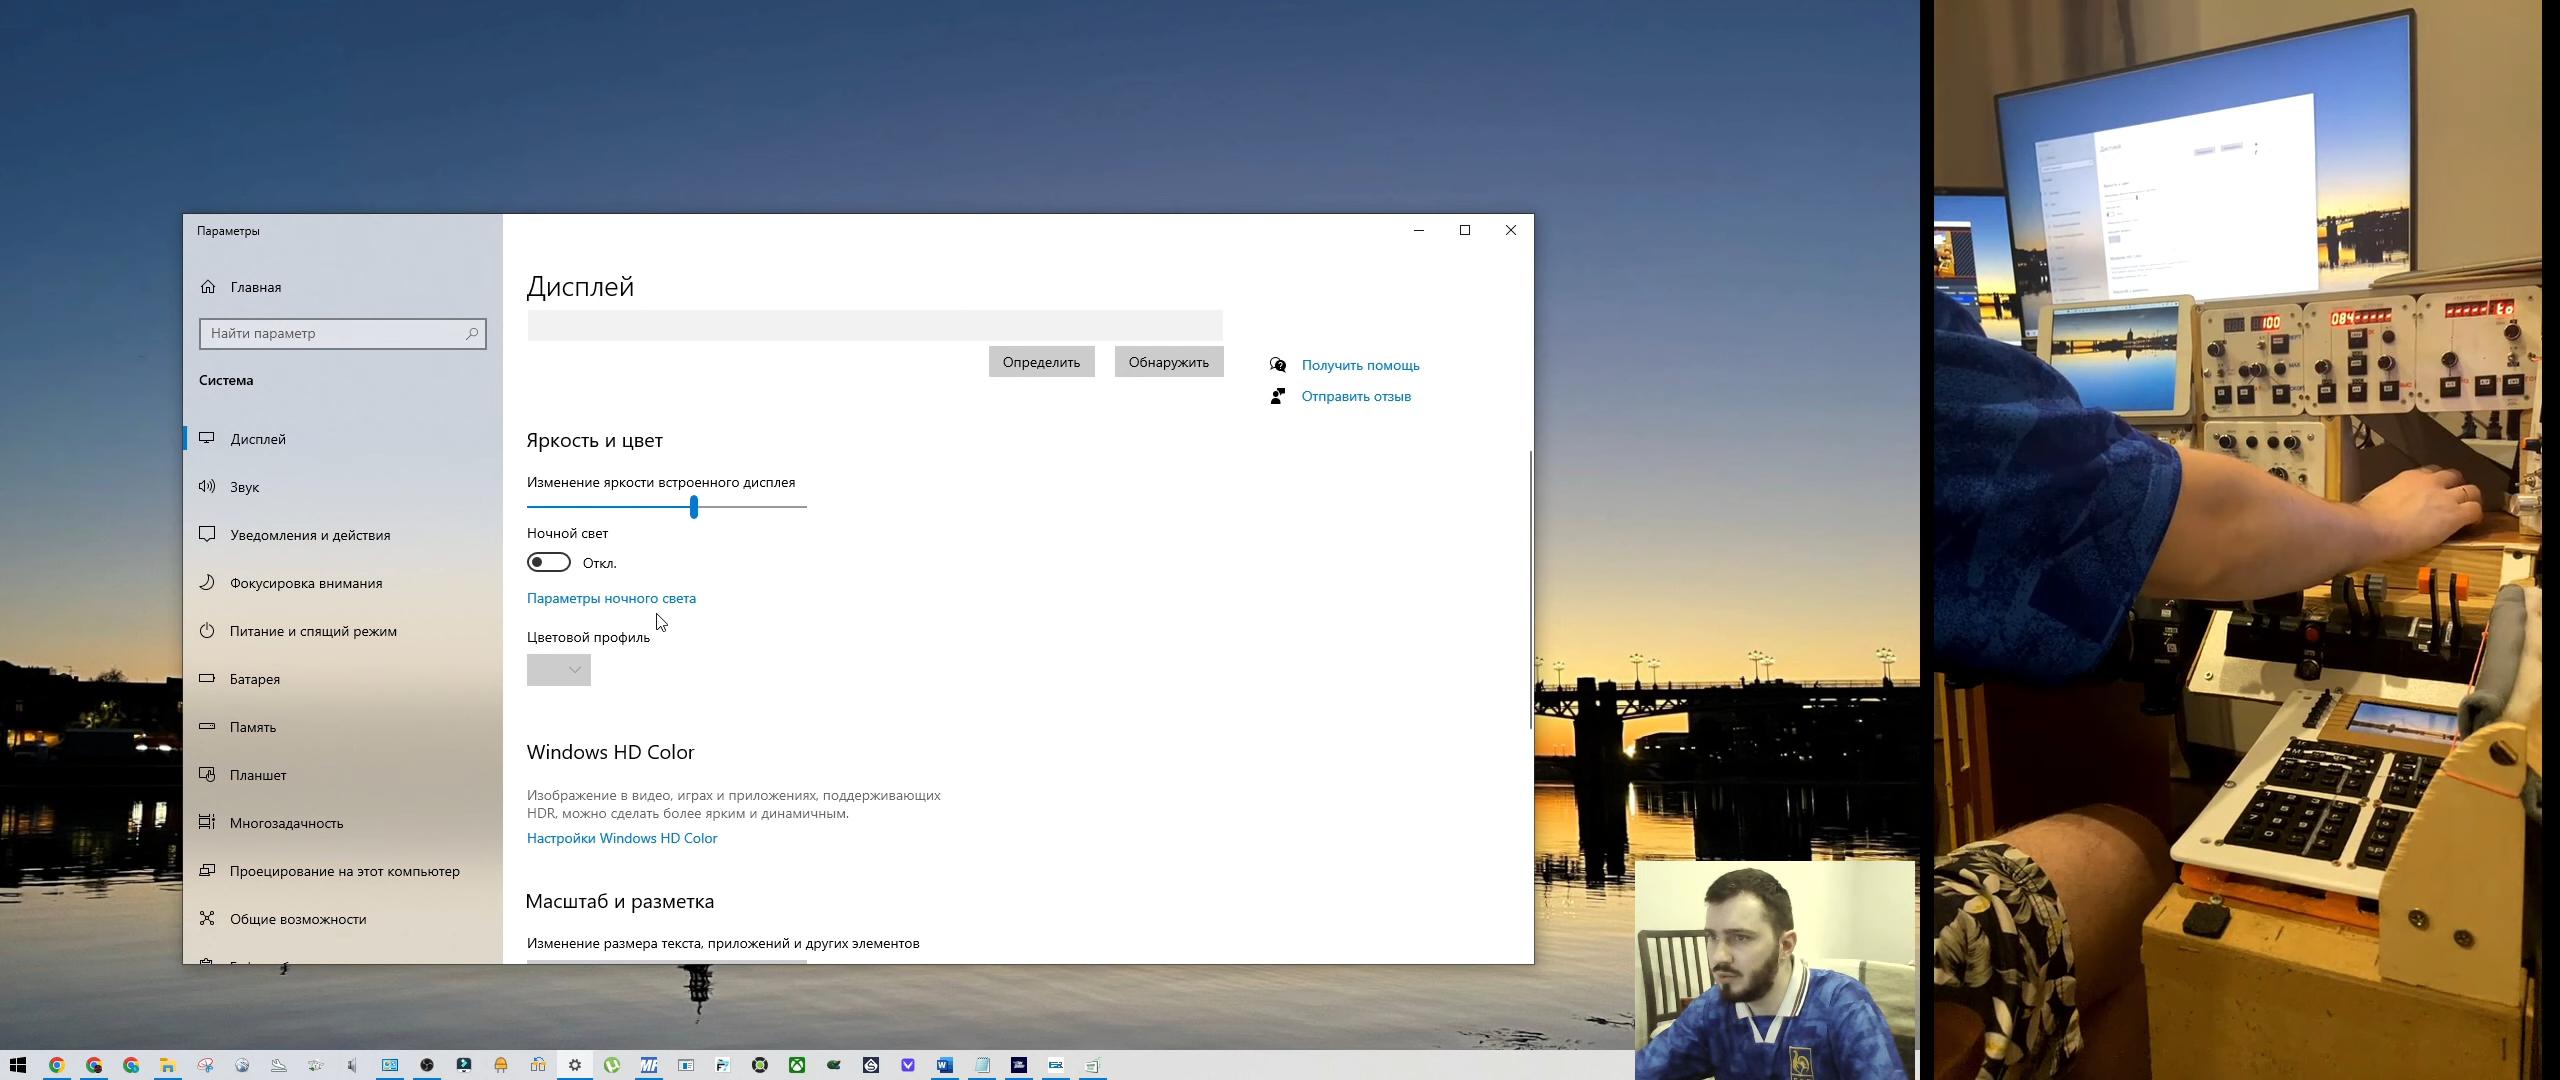 Параметры
Главная
Найти параметр
Система
Дисплей
Звук
Уведомления и действия
Фокусировка внимания
Питание и спящий режим
Батарея
Память
Планшет
Многозадачность
Проецирование на этот компьютер
Общие возможности
Дисплей
Определить
Обнаружить
Получить помощь
Отправить отзыв
Яркость и цвет
Изменение яркости встроенного дисплея
Ночной свет
Откл.
Параметры ночного света
Цветовой профиль
Windows HD Color
Изображение в видео, играх и приложениях, поддерживающих
HDR, можно сделать более ярким и динамичным.
Настройки Windows HD Color
Масштаб и разметка
Изменение размера текста, приложений и других элементов
100
084
to